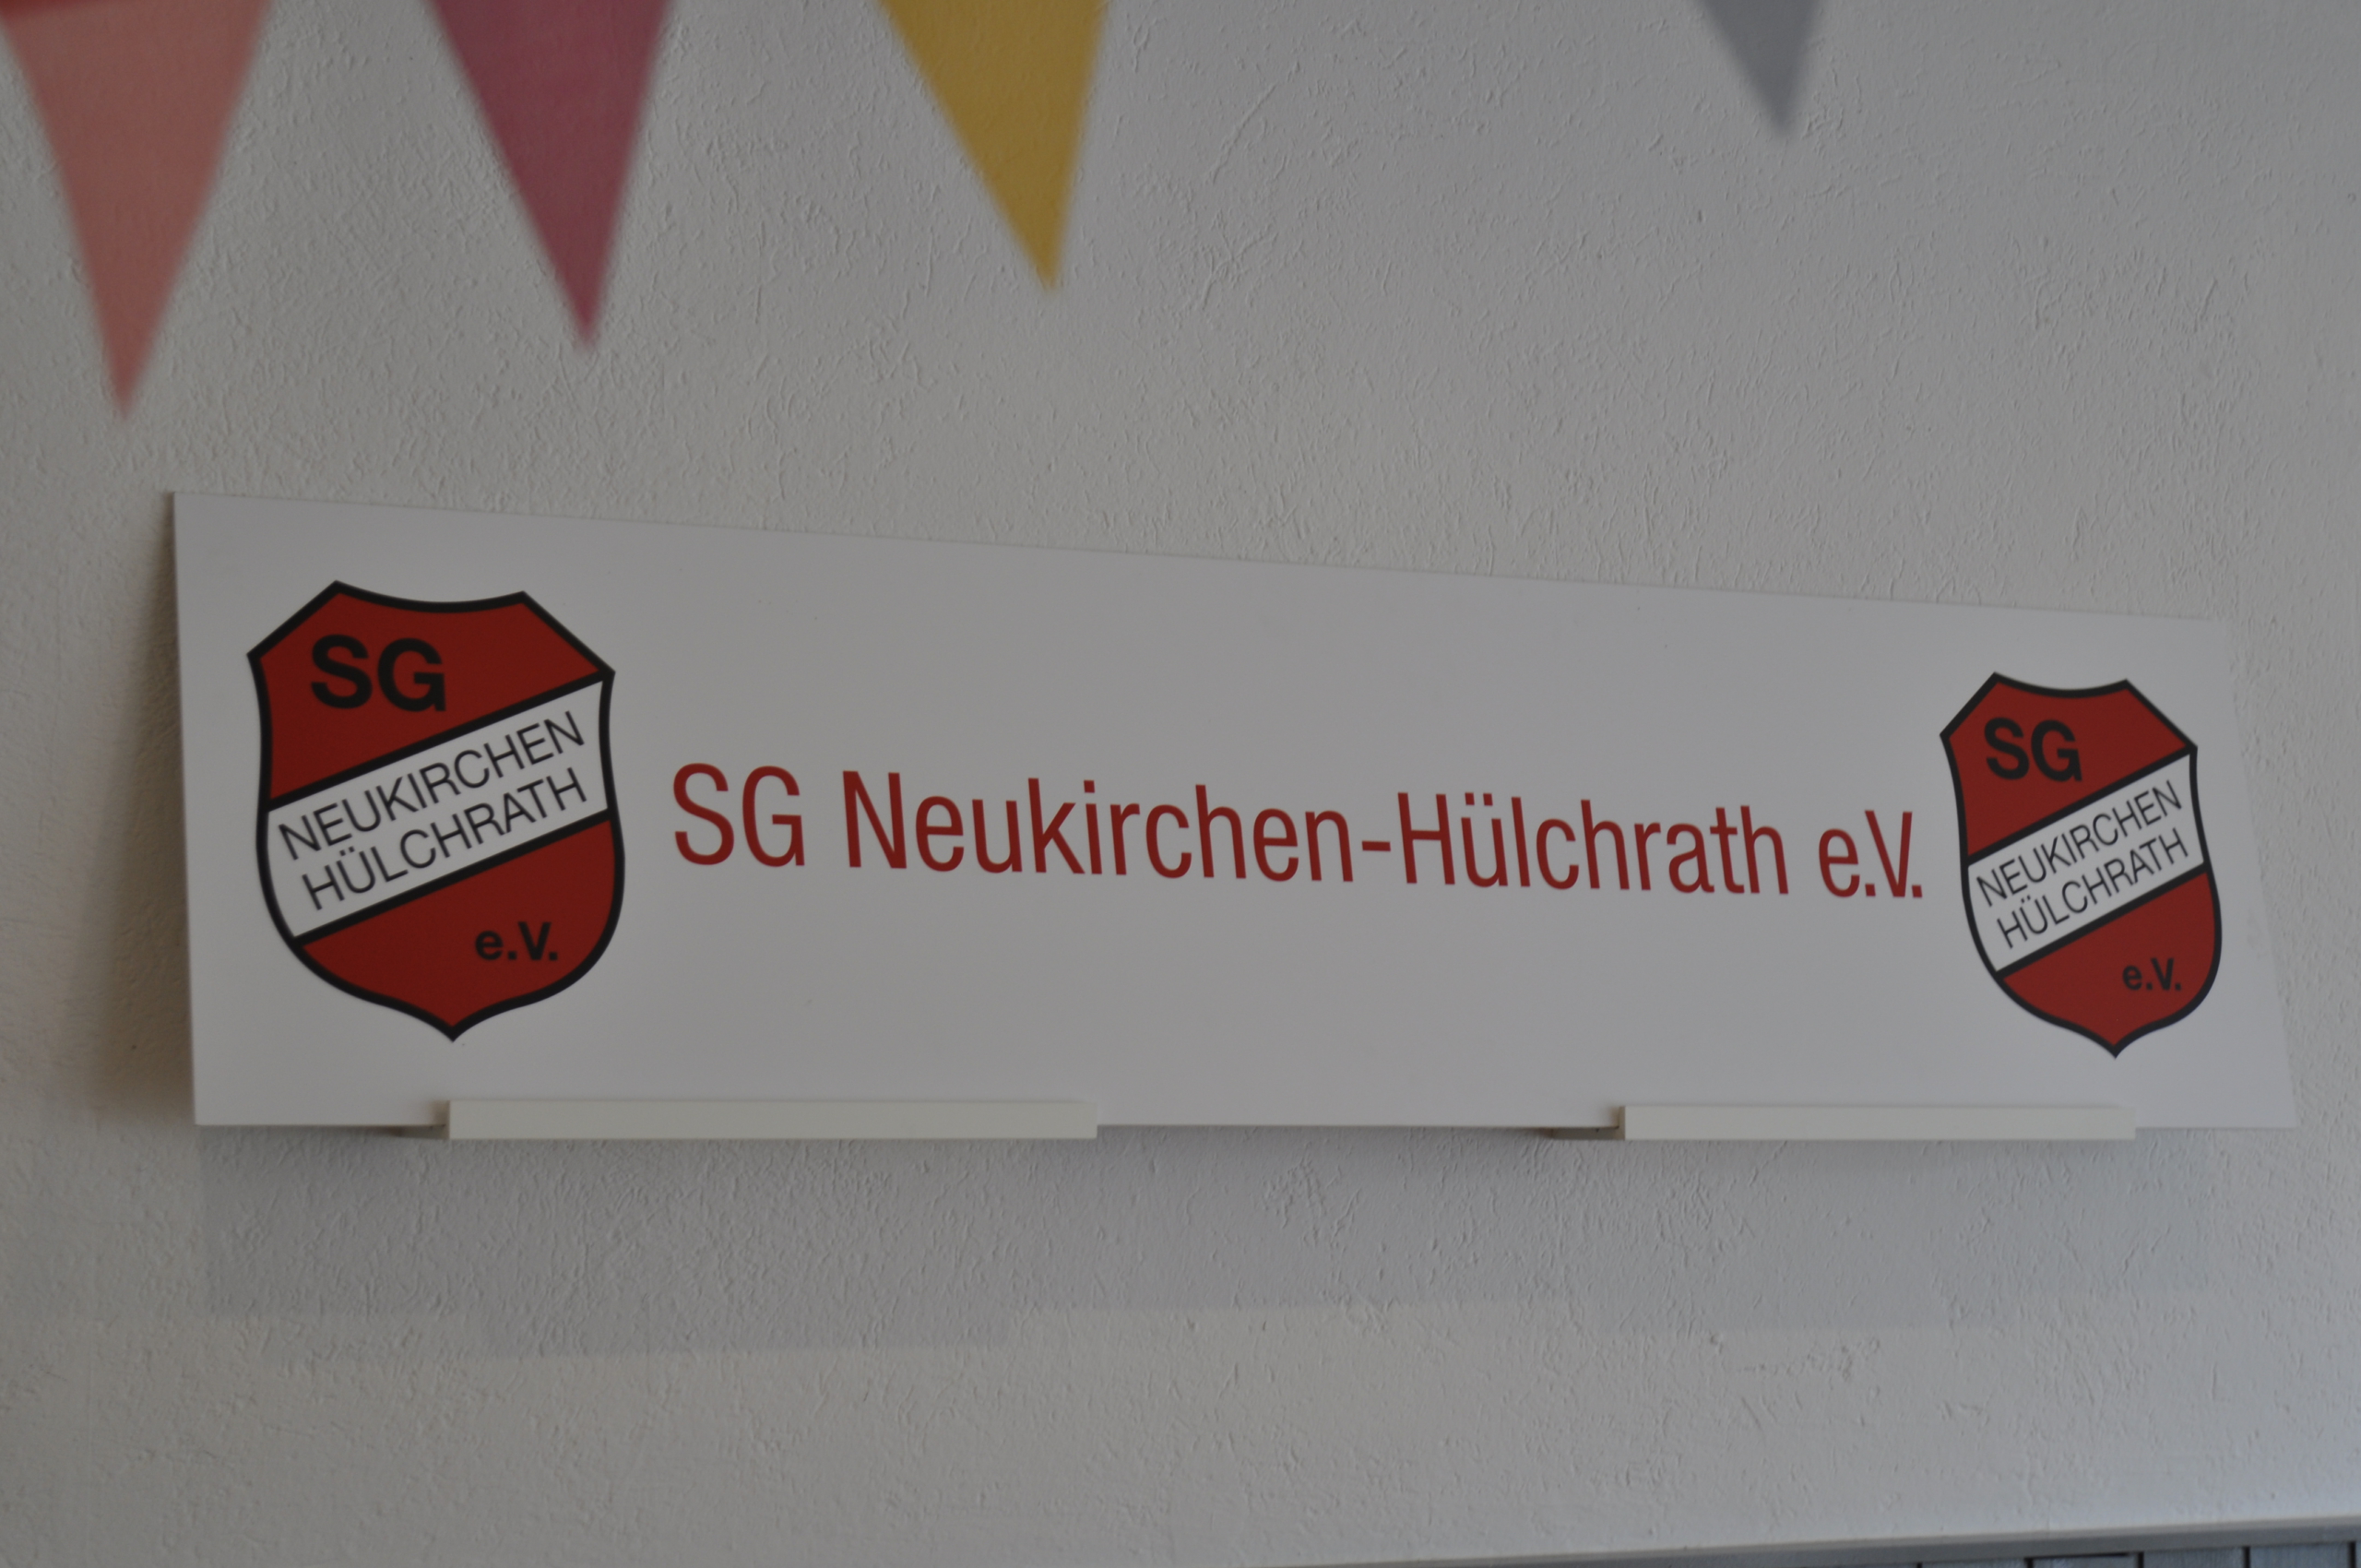 SG
NEUKIRCHEN
HÜLCHRATH
e.V.
SG Neukirchen-Hülchrath e.V.
SG
NEUKIRCHEN
HÜLCHRATH
e.V.